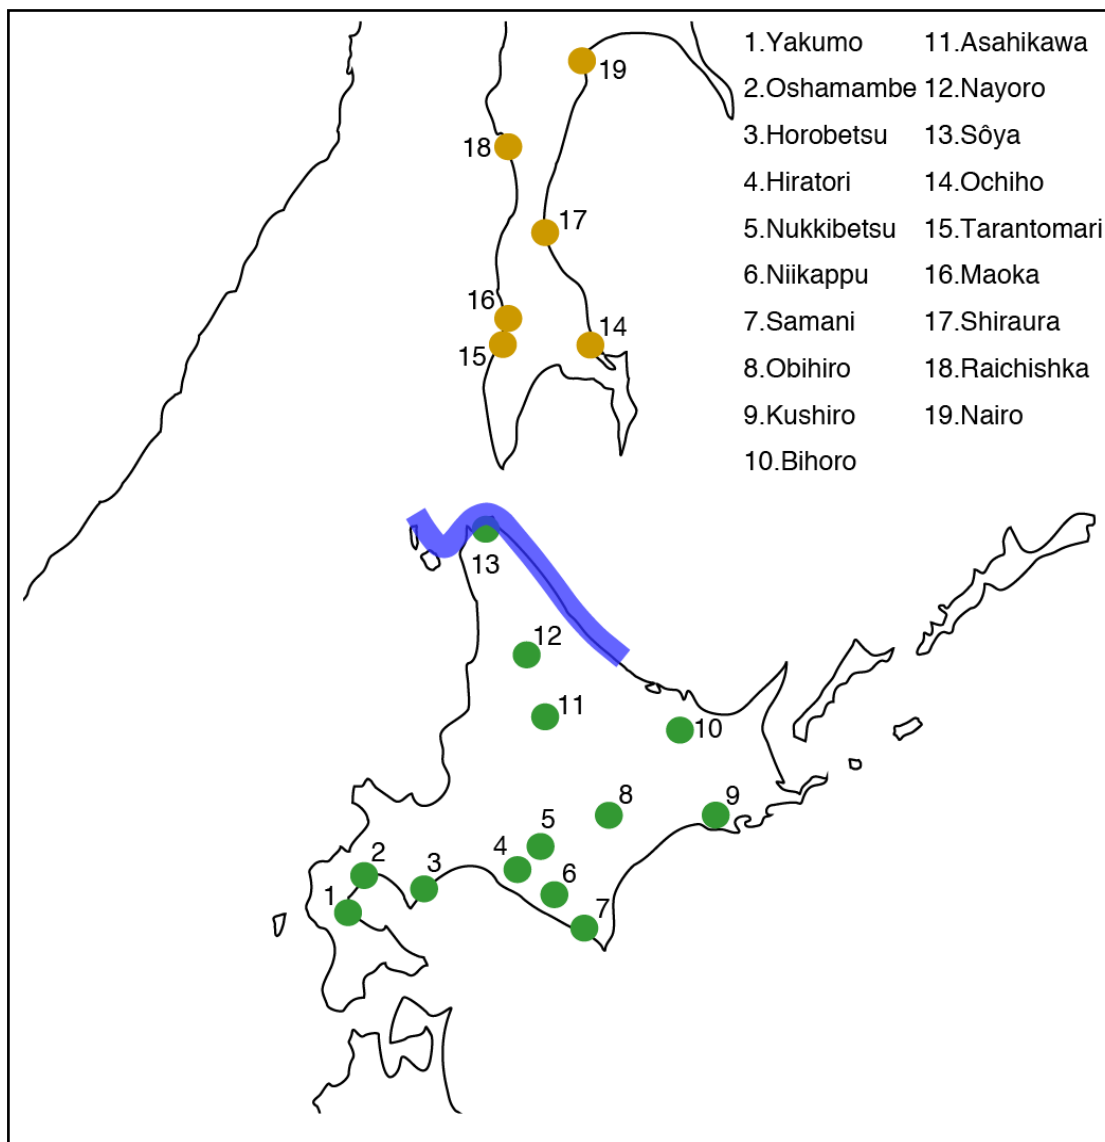 1.Yakumo
2.Oshamambe
3.Horobetsu
4.Hiratori
5.Nukkibetsu
6.Niikappu
7.Samani
8.Obihiro
9.Kushiro
10.Bihoro
11.Asahikawa
12.Nayoro
13.Sôya
14.Ochiho
15.Tarantomari
16.Maoka
17.Shiraura
18.Raichishka
19.Nairo
19
18
17
16
15
14
13
12
11
10
9
8
5
4
6
7
3
2
1